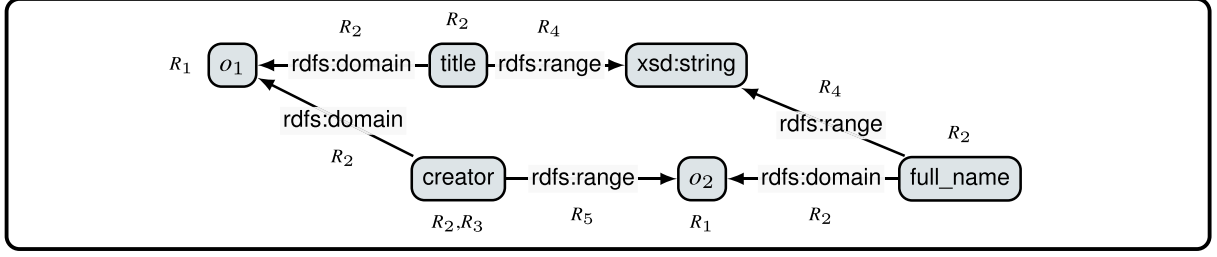 R₂ R₂ R₄
R₁ o₁ rdfs:domain title rdfs:range xsd:string
R₄
rdfs:domain rdfs:range
R₂ R₂
creator rdfs:range o₂ rdfs:domain full_name
R₂,R₃ R₅ R₁ R₂